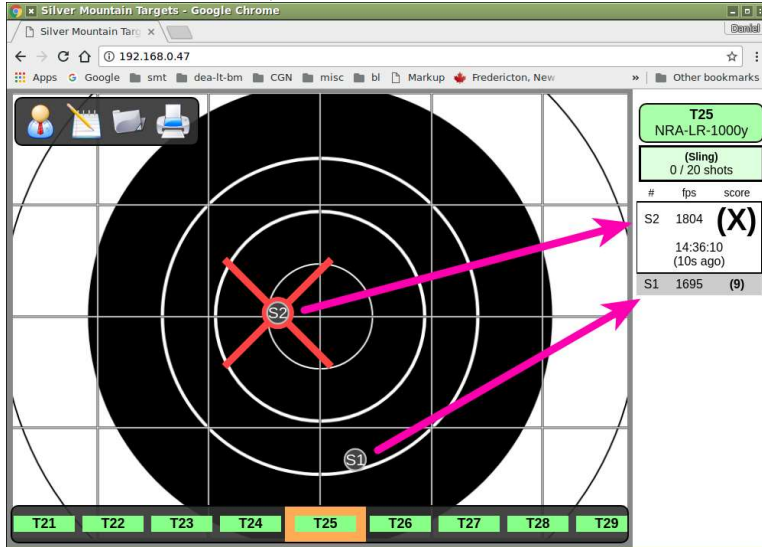 Silver Mountain Targets - Google Chrome
Silver Mountain Targ
Daniel
192.168.0.47
Apps Google smt dea-lt-bm CGN misc bl Markup Fredericton, New » Other bookmarks
T25
NRA-LR-1000y
(Sling)
0 / 20 shots
# fps score
S2 1804 (X)
14:36:10
(10s ago)
S1 1695 (9)
S2
S1
T21 T22 T23 T24 T25 T26 T27 T28 T29